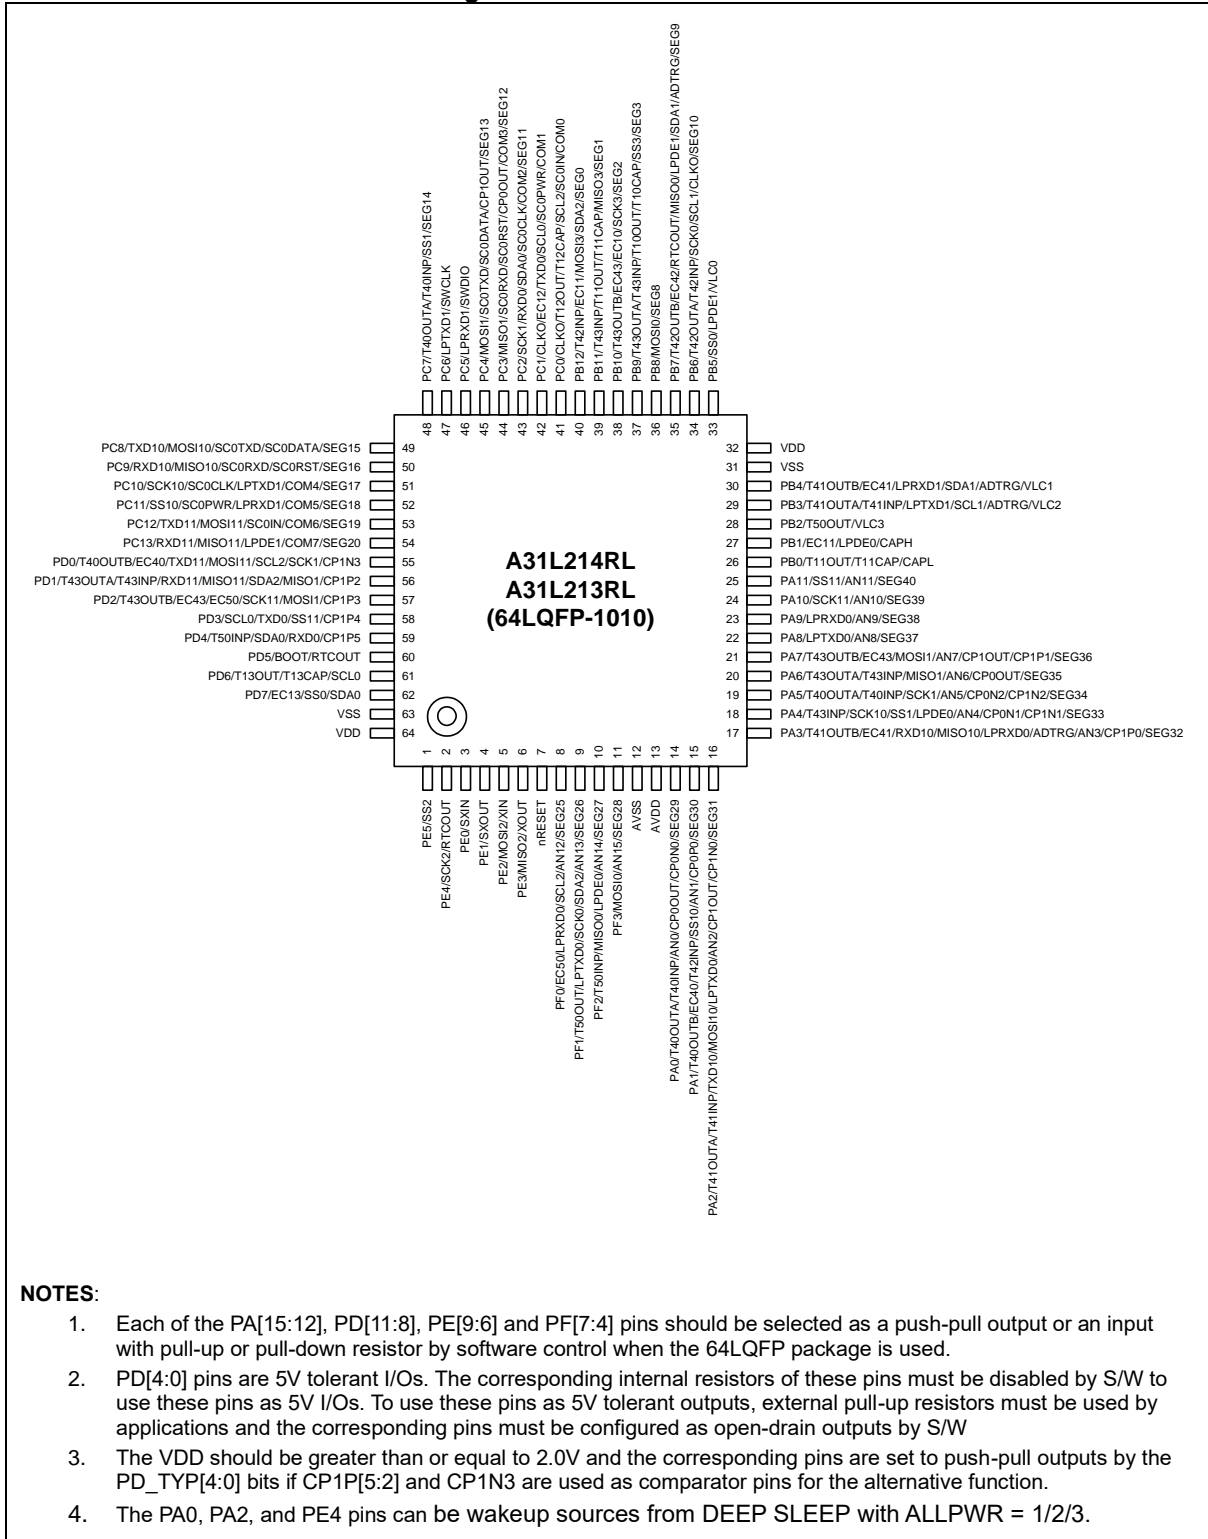 PC7/T40OUTA/T40INP/SS1/SEG14
PC6/LPTXD1/SWCLK
PC5/LPRXD1/SWDIO
PC4/MOSI1/SC0TXD/SC0DATA/CP1OUT/SEG13
PC3/MISO1/SC0RXD/SC0RST/CP0OUT/COM3/SEG12
PC2/SCK1/RXD0/SDA0/SC0CLK/COM2/SEG11
PC1/CLKO/EC12/TXD0/SCL0/SC0PWR/COM1
PC0/CLKO/T12OUT/T12CAP/SCL2/SC0IN/COM0
PB12/T42INP/EC11/MOSI3/SDA2/SEG0
PB11/T43INP/T11OUT/T11CAP/MISO3/SEG1
PB10/T43OUTB/EC43/EC10/SCK3/SEG2
PB9/T43OUTA/T43INP/T10OUT/T10CAP/SS3/SEG3
PB8/MOSI0/SEG8
PB7/T42OUTB/EC42/RTCOUT/MISO0/LPDE1/SDA1/ADTRG/SEG9
PB6/T42OUTA/T42INP/SCK0/SCL1/CLKO/SEG10
PB5/SS0/LPDE1/VLC0
48 47 46 45 44 43 42 41 40 39 38 37 36 35 34 33
PC8/TXD10/MOSI10/SC0TXD/SC0DATA/SEG15 49
PC9/RXD10/MISO10/SC0RXD/SC0RST/SEG16 50
PC10/SCK10/SC0CLK/LPTXD1/COM4/SEG17 51
PC11/SS10/SC0PWR/LPRXD1/COM5/SEG18 52
PC12/TXD11/MOSI11/SC0IN/COM6/SEG19 53
PC13/RXD11/MISO11/LPDE1/COM7/SEG20 54
PD0/T40OUTB/EC40/TXD11/MOSI11/SCL2/SCK1/CP1N3 55
PD1/T43OUTA/T43INP/RXD11/MISO11/SDA2/MISO1/CP1P2 56
PD2/T43OUTB/EC43/EC50/SCK11/MOSI1/CP1P3 57
PD3/SCL0/TXD0/SS11/CP1P4 58
PD4/T50INP/SDA0/RXD0/CP1P5 59
PD5/BOOT/RTCOUT 60
PD6/T13OUT/T13CAP/SCL0 61
PD7/EC13/SS0/SDA0 62
VSS 63
VDD 64
A31L214RL
A31L213RL
(64LQFP-1010)
32 VDD
31 VSS
30 PB4/T41OUTB/EC41/LPRXD1/SDA1/ADTRG/VLC1
29 PB3/T41OUTA/T41INP/LPTXD1/SCL1/ADTRG/VLC2
28 PB2/T50OUT/VLC3
27 PB1/EC11/LPDE0/CAPH
26 PB0/T11OUT/T11CAP/CAPL
25 PA11/SS11/AN11/SEG40
24 PA10/SCK11/AN10/SEG39
23 PA9/LPRXD0/AN9/SEG38
22 PA8/LPTXD0/AN8/SEG37
21 PA7/T43OUTB/EC43/MOSI1/AN7/CP1OUT/CP1P1/SEG36
20 PA6/T43OUTA/T43INP/MISO1/AN6/CP0OUT/SEG35
19 PA5/T40OUTA/T40INP/SCK1/AN5/CP0N2/CP1N2/SEG34
18 PA4/T43INP/SCK10/SS1/LPDE0/AN4/CP0N1/CP1N1/SEG33
17 PA3/T41OUTB/EC41/RXD10/MISO10/LPRXD0/ADTRG/AN3/CP1P0/SEG32
1 2 3 4 5 6 7 8 9 10 11 12 13 14 15 16
PE5/SS2
PE4/SCK2/RTCOUT
PE0/SXIN
PE1/SXOUT
PE2/MOSI2/XIN
PE3/MISO2/XOUT
nRESET
PF0/EC50/LPRXD0/SCL2/AN12/SEG25
PF1/T50OUT/LPTXD0/SCK0/SDA2/AN13/SEG26
PF2/T50INP/MISO0/LPDE0/AN14/SEG27
PF3/MOSI0/AN15/SEG28
AVSS
AVDD
PA0/T40OUTA/T40INP/AN0/CP0OUT/CP0N0/SEG29
PA1/T40OUTB/EC40/T42INP/SS10/AN1/CP0P0/SEG30
PA2/T41OUTA/T41INP/TXD10/MOSI10/LPTXD0/AN2/CP1OUT/CP1N0/SEG31
NOTES:
1. Each of the PA[15:12], PD[11:8], PE[9:6] and PF[7:4] pins should be selected as a push-pull output or an input
with pull-up or pull-down resistor by software control when the 64LQFP package is used.
2. PD[4:0] pins are 5V tolerant I/Os. The corresponding internal resistors of these pins must be disabled by S/W to
use these pins as 5V I/Os. To use these pins as 5V tolerant outputs, external pull-up resistors must be used by
applications and the corresponding pins must be configured as open-drain outputs by S/W
3. The VDD should be greater than or equal to 2.0V and the corresponding pins are set to push-pull outputs by the
PD_TYP[4:0] bits if CP1P[5:2] and CP1N3 are used as comparator pins for the alternative function.
4. The PA0, PA2, and PE4 pins can be wakeup sources from DEEP SLEEP with ALLPWR = 1/2/3.